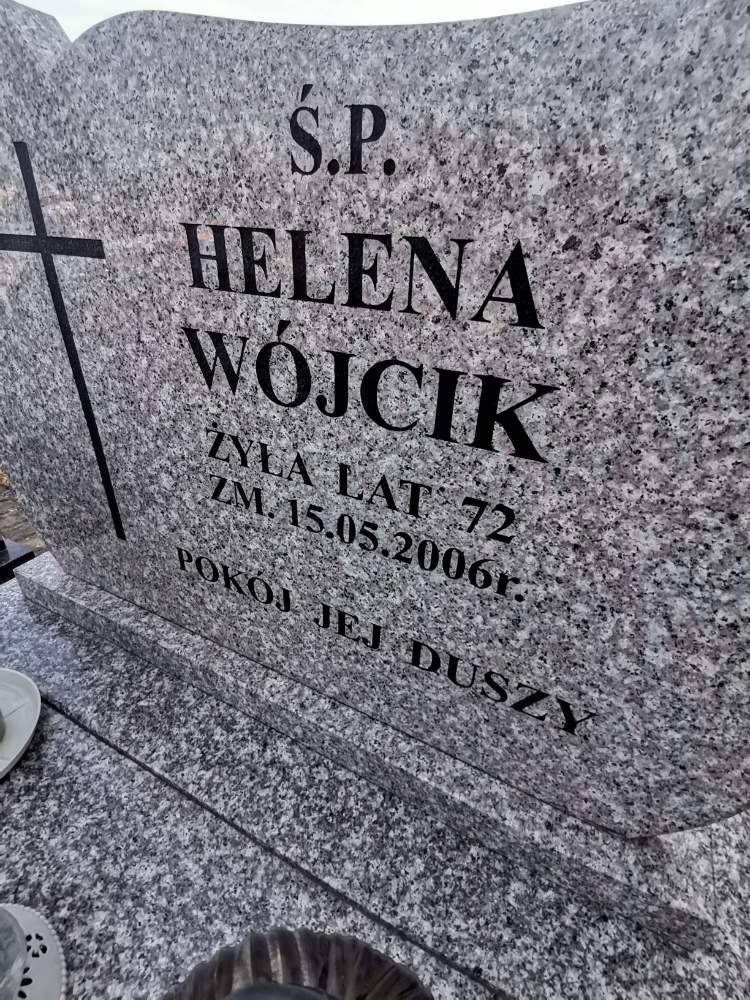 Ś.P.
HELENA
WÓJCIK
ŻYŁA LAT 72
ZM. 15.05.2006r.
POKÓJ JEJ DUSZY